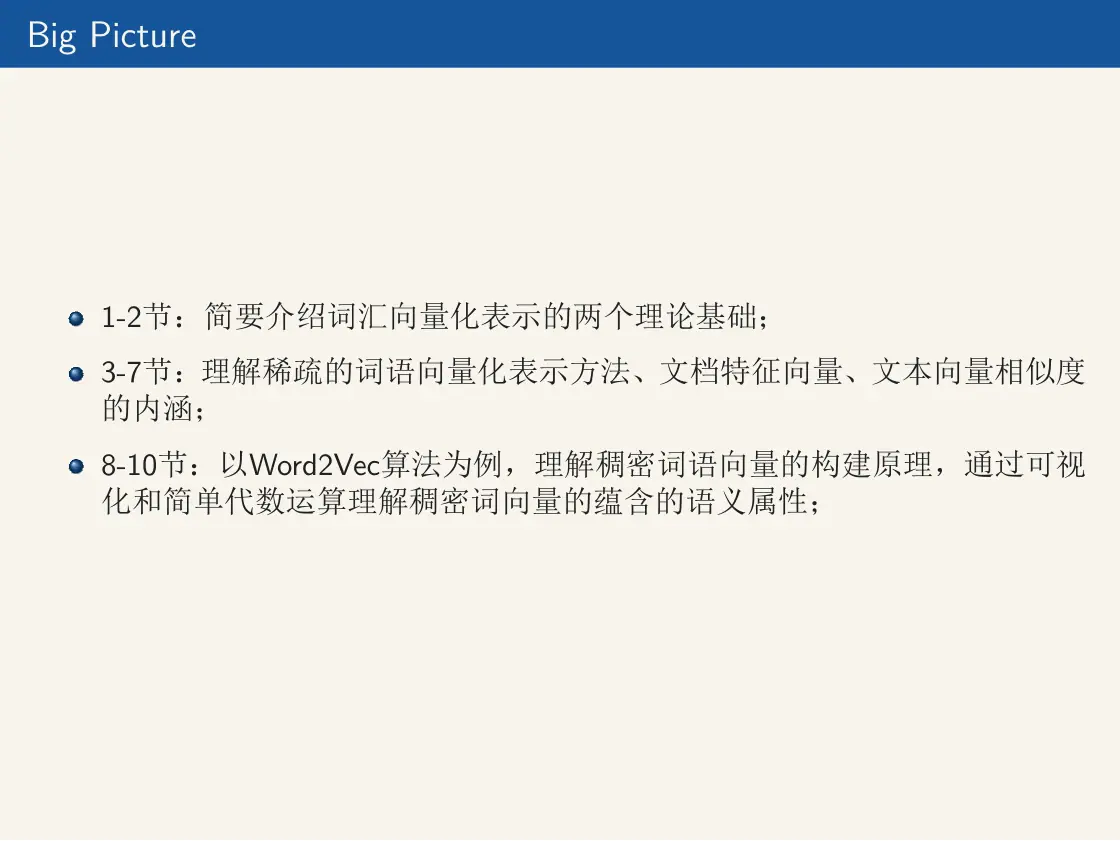 Big Picture
1-2节：简要介绍词汇向量化表示的两个理论基础；
3-7节：理解稀疏的词语向量化表示方法、文档特征向量、文本向量相似度
的内涵；
8-10节：以Word2Vec算法为例，理解稠密词语向量的构建原理，通过可视
化和简单代数运算理解稠密词向量的蕴含的语义属性；